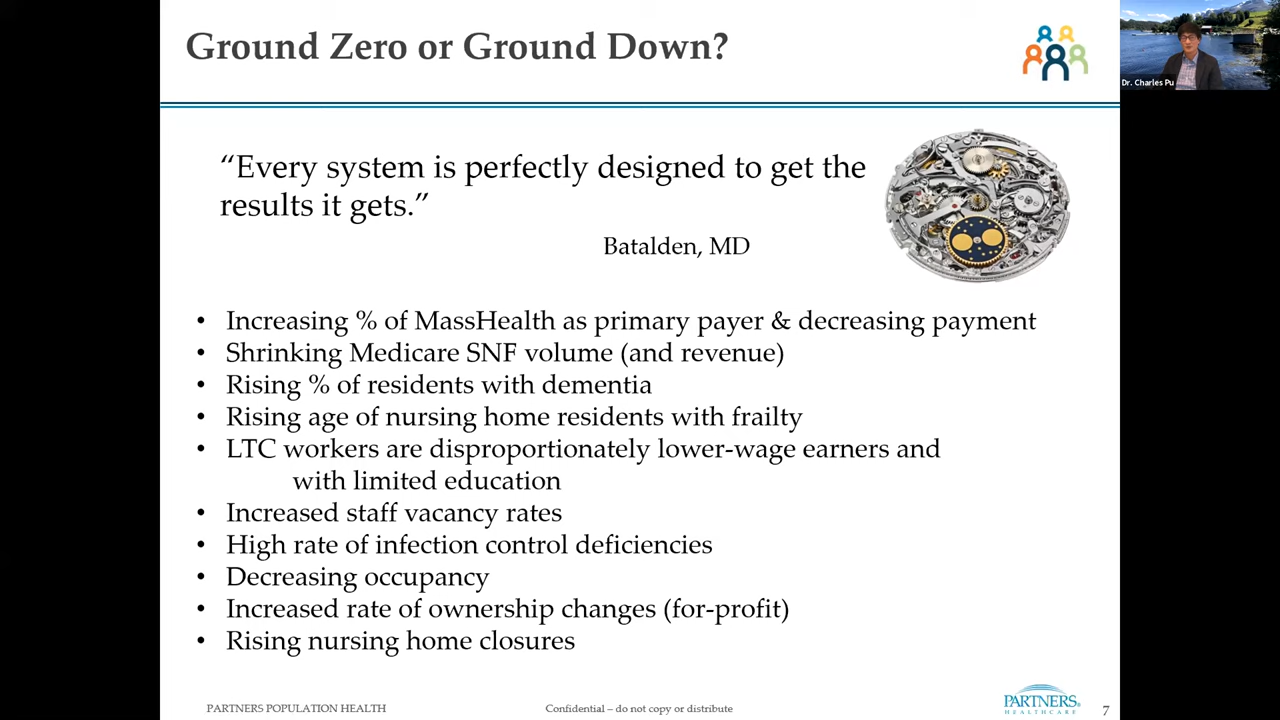 Ground Zero or Ground Down?
Dr. Charles Pu
“Every system is perfectly designed to get the
results it gets.”
Batalden, MD
• Increasing % of MassHealth as primary payer & decreasing payment
• Shrinking Medicare SNF volume (and revenue)
• Rising % of residents with dementia
• Rising age of nursing home residents with frailty
• LTC workers are disproportionately lower-wage earners and
with limited education
• Increased staff vacancy rates
• High rate of infection control deficiencies
• Decreasing occupancy
• Increased rate of ownership changes (for-profit)
• Rising nursing home closures
PARTNERS POPULATION HEALTH
Confidential – do not copy or distribute
PARTNERS®
HEALTHCARE
7